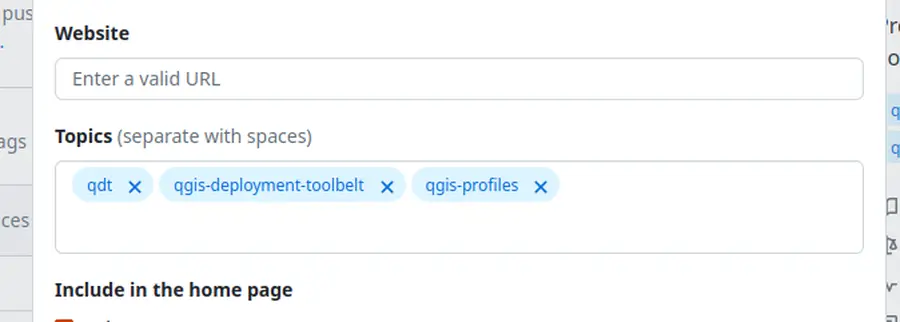 pus
Website
Enter a valid URL
Topics (separate with spaces)
ags
qdt × qgis-deployment-toolbelt × qgis-profiles ×
ces
Include in the home page